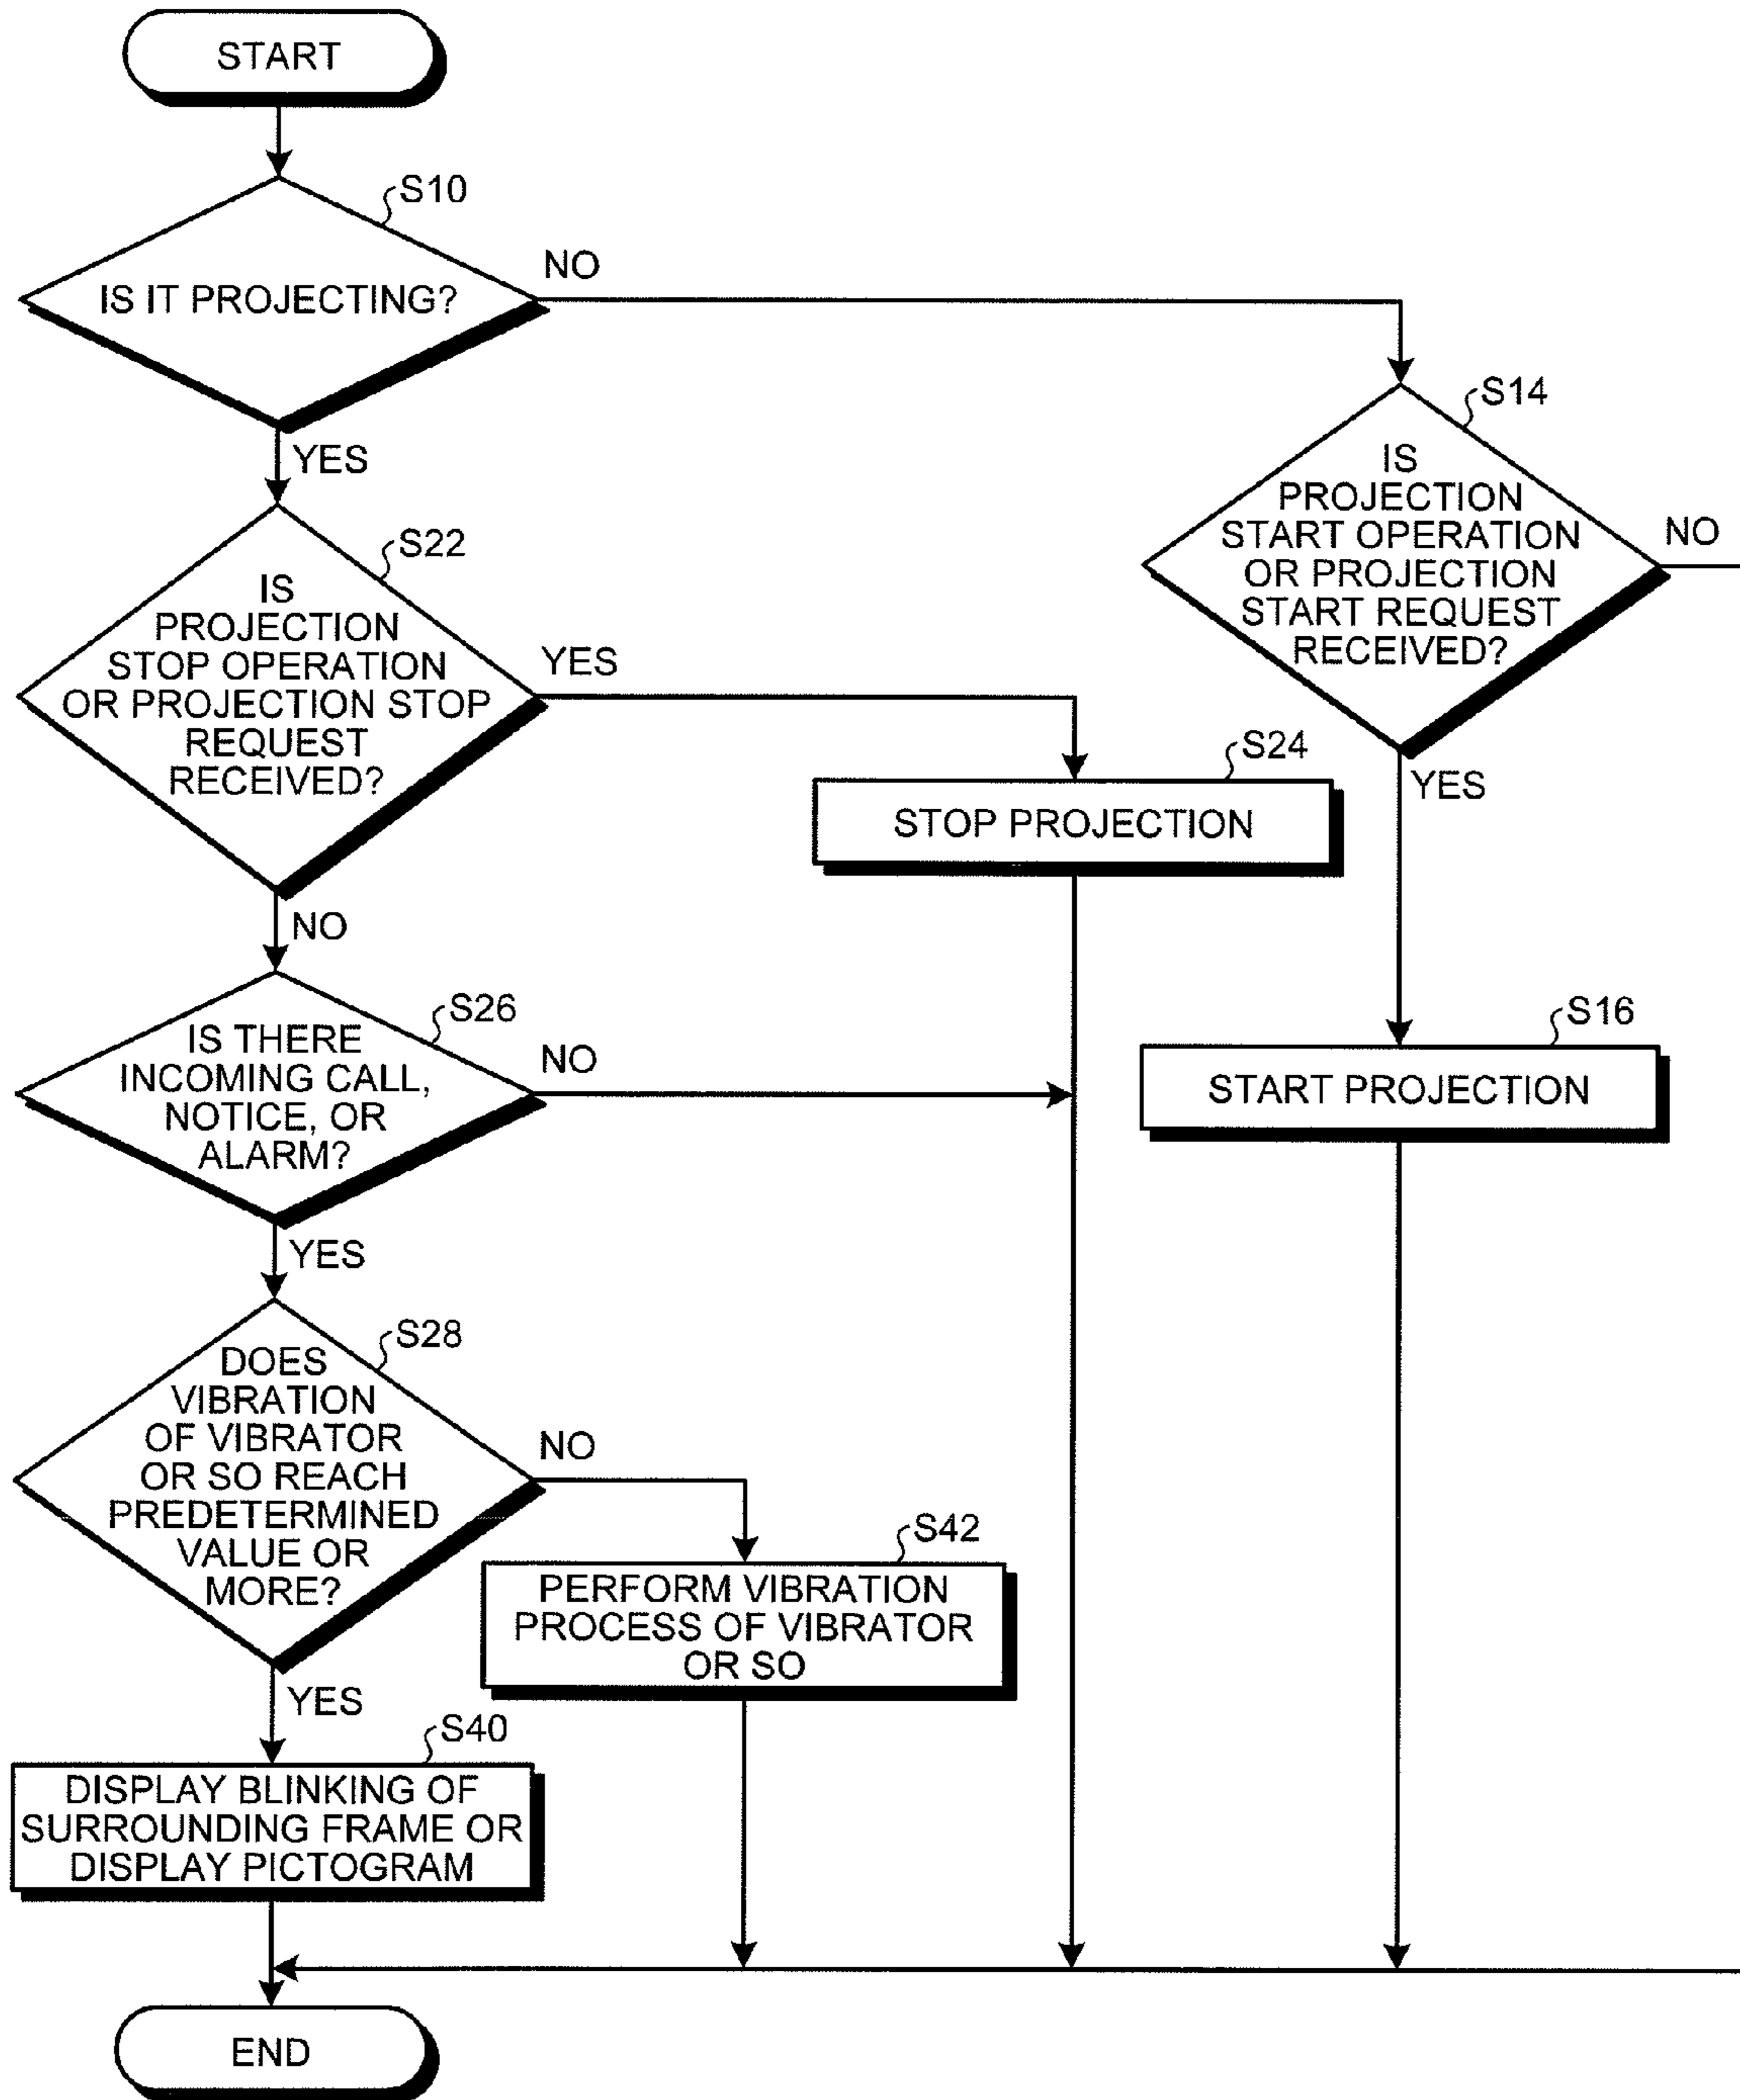 START
S10
IS IT PROJECTING?
NO
YES
S14
IS
PROJECTION
START OPERATION
OR PROJECTION
START REQUEST
RECEIVED?
NO
YES
S22
IS
PROJECTION
STOP OPERATION
OR PROJECTION STOP
REQUEST
RECEIVED?
YES
NO
S24
STOP PROJECTION
S16
START PROJECTION
S26
IS THERE
INCOMING CALL,
NOTICE, OR
ALARM?
NO
YES
S28
DOES
VIBRATION
OF VIBRATOR
OR SO REACH
PREDETERMINED
VALUE OR
MORE?
NO
YES
S42
PERFORM VIBRATION
PROCESS OF VIBRATOR
OR SO
S40
DISPLAY BLINKING OF
SURROUNDING FRAME OR
DISPLAY PICTOGRAM
END